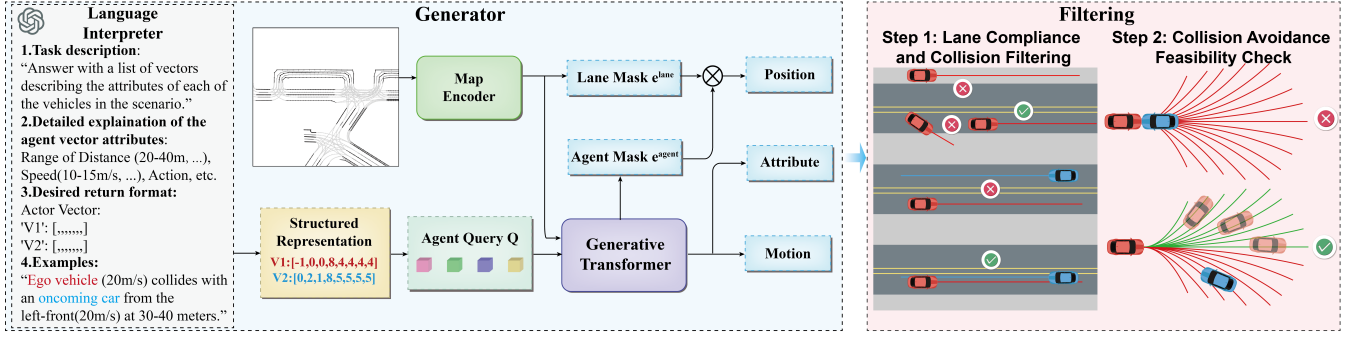 Language
Interpreter
1.Task description:
“Answer with a list of vectors
describing the attributes of each of
the vehicles in the scenario.”
2.Detailed explaination of the
agent vector attributes:
Range of Distance (20-40m, ...),
Speed(10-15m/s, ...), Action, etc.
3.Desired return format:
Actor Vector:
'V1': [,,,,,,,]
'V2': [,,,,,,,]
4.Examples:
“Ego vehicle (20m/s) collides with
an oncoming car from the
left-front(20m/s) at 30-40 meters.”
Generator
Map
Encoder
Lane Mask e^lane
Position
Agent Mask e^agent
Attribute
Structured
Representation
V1:[-1,0,0,8,4,4,4,4]
V2:[0,2,1,8,5,5,5,5]
Agent Query Q
Generative
Transformer
Motion
Filtering
Step 1: Lane Compliance
and Collision Filtering
Step 2: Collision Avoidance
Feasibility Check